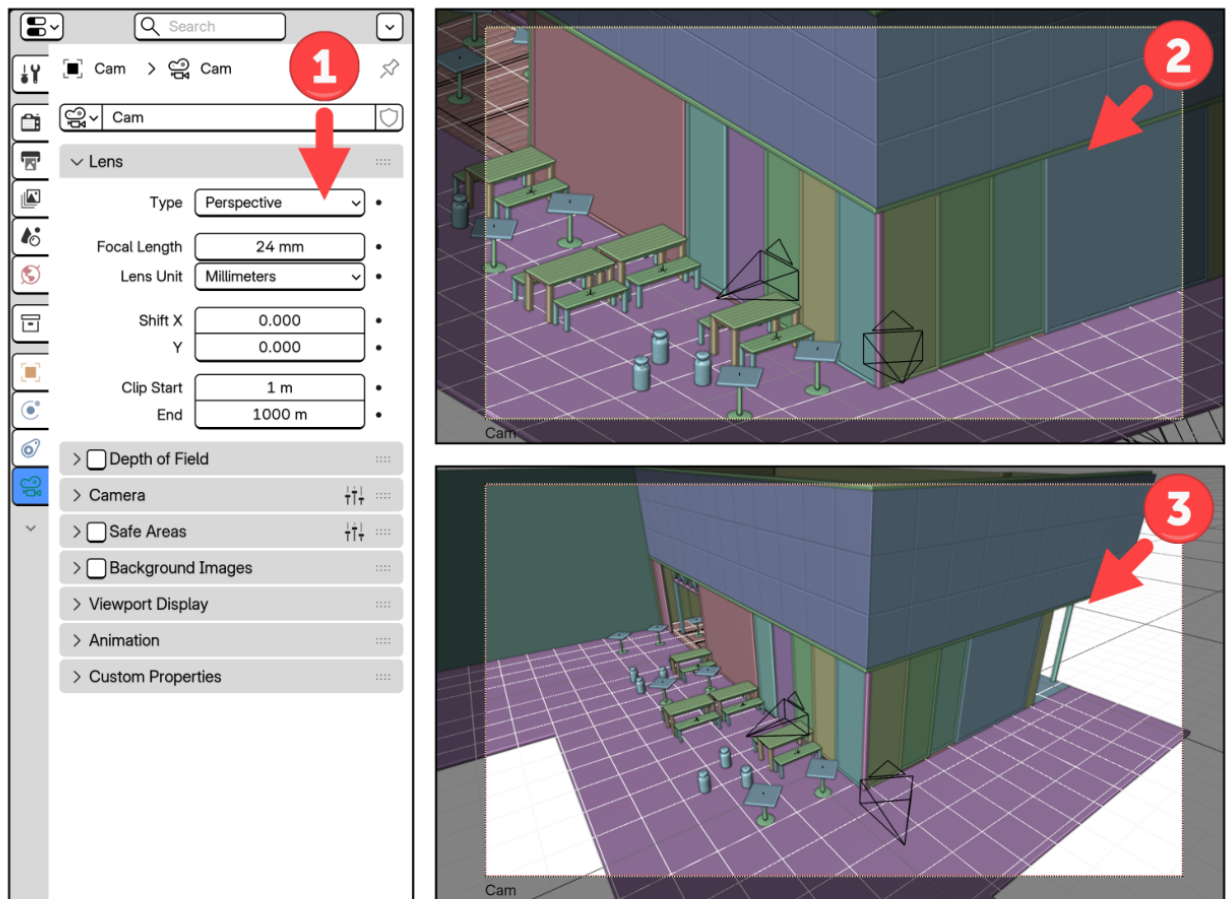 Search
Cam > Cam
1
Cam
Lens
Type Perspective
Focal Length 24 mm
Lens Unit Millimeters
Shift X 0.000
Y 0.000
Clip Start 1 m
End 1000 m
Depth of Field
Camera
Safe Areas
Background Images
Viewport Display
Animation
Custom Properties
2
Cam
3
Cam